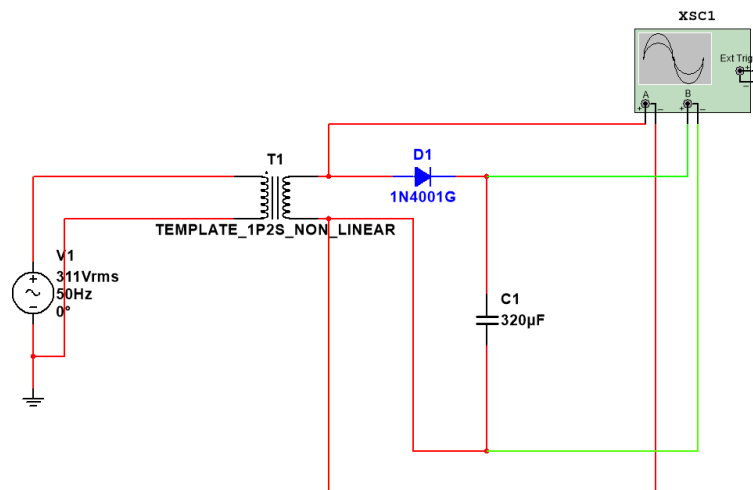 XSC1
Ext Trig
+
−
A
B
+
−
+
−
T1
D1
1N4001G
TEMPLATE_1P2S_NON_LINEAR
V1
+
−
311Vrms
50Hz
0°
C1
320µF